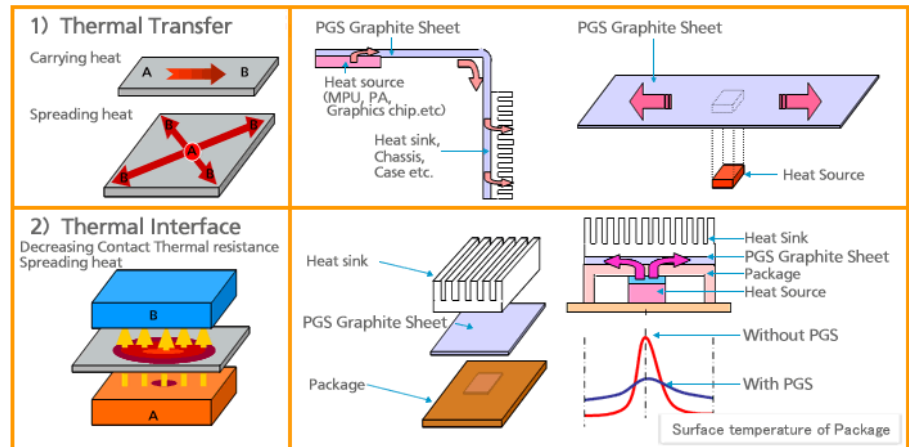 1) Thermal Transfer
Carrying heat
A
B
Spreading heat
B
B
A
B
B
PGS Graphite Sheet
Heat source
(MPU, PA,
Graphics chip.etc)
Heat sink,
Chassis,
Case etc.
PGS Graphite Sheet
Heat Source
2) Thermal Interface
Decreasing Contact Thermal resistance
Spreading heat
B
A
Heat sink
PGS Graphite Sheet
Package
Heat Sink
PGS Graphite Sheet
Package
Heat Source
Without PGS
With PGS
Surface temperature of Package